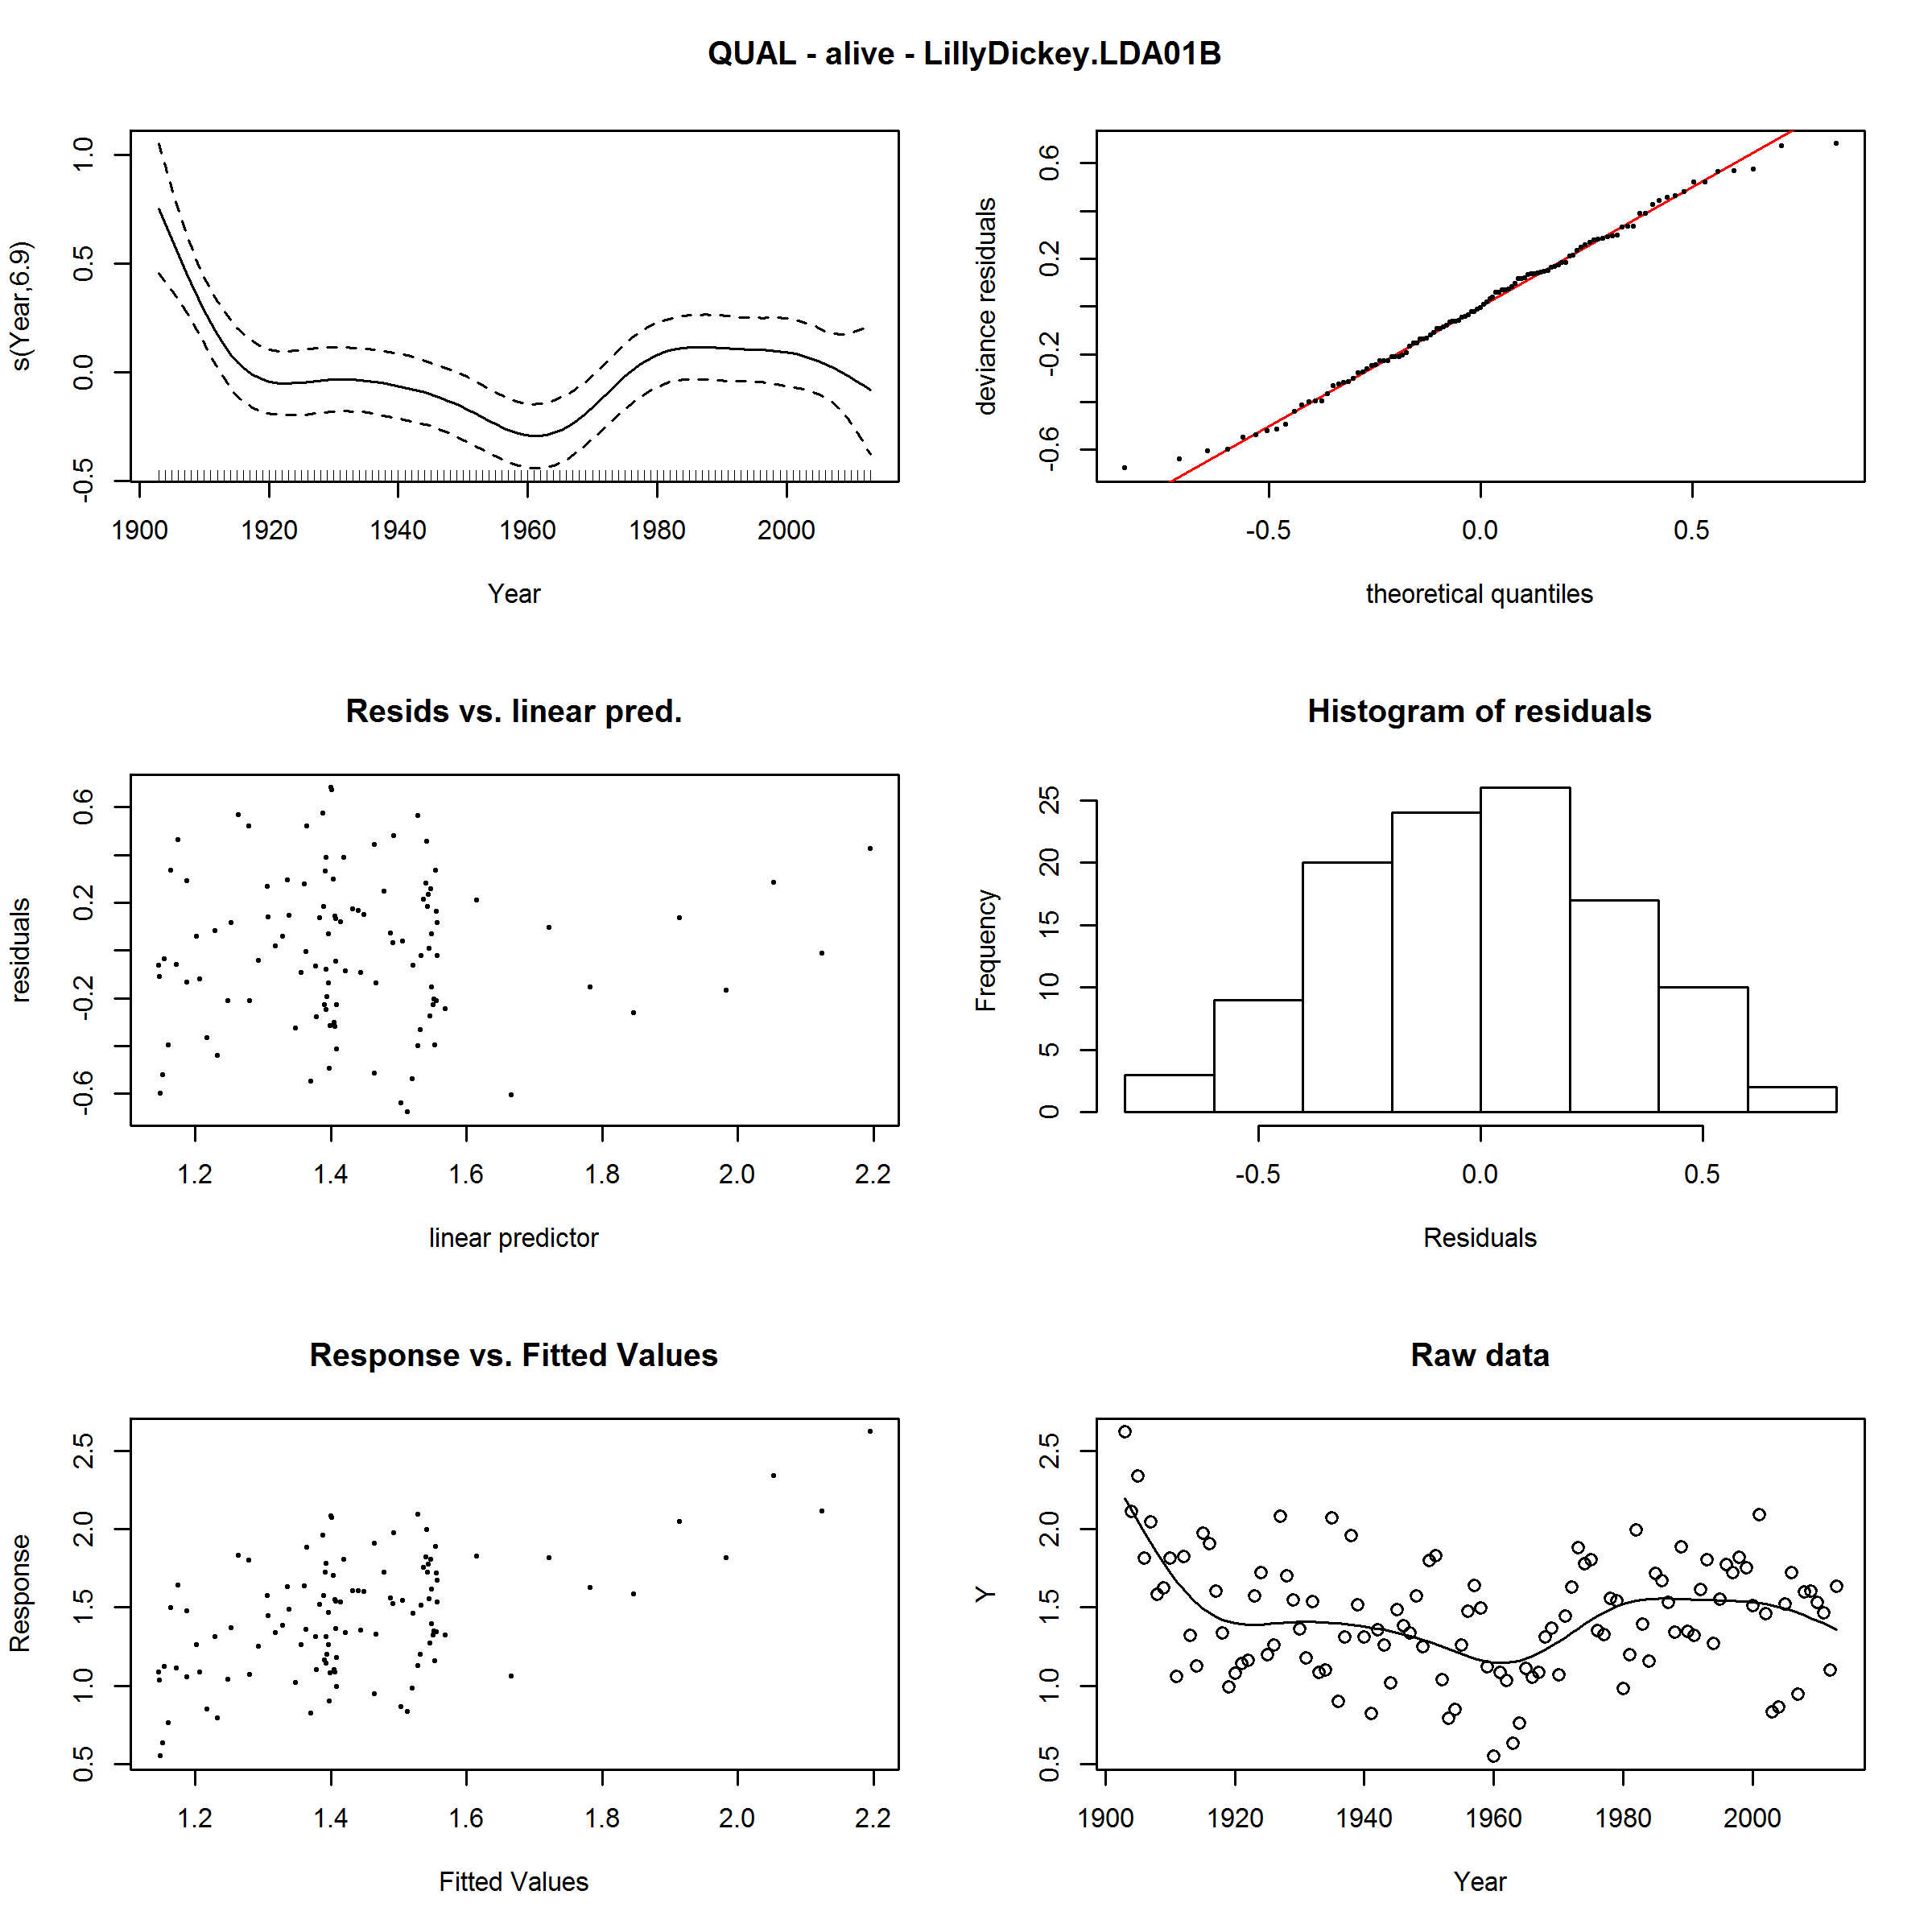 QUAL - alive - LillyDickey.LDA01B
s(Year,6.9)
-0.5 0.0 0.5 1.0
1900 1920 1940 1960 1980 2000
Year
deviance residuals
-0.6 -0.2 0.2 0.6
-0.5 0.0 0.5
theoretical quantiles
Resids vs. linear pred.
residuals
-0.6 -0.2 0.2 0.6
1.2 1.4 1.6 1.8 2.0 2.2
linear predictor
Histogram of residuals
Frequency
0 5 10 15 20 25
-0.5 0.0 0.5
Residuals
Response vs. Fitted Values
Response
0.5 1.0 1.5 2.0 2.5
1.2 1.4 1.6 1.8 2.0 2.2
Fitted Values
Raw data
Y
0.5 1.0 1.5 2.0 2.5
1900 1920 1940 1960 1980 2000
Year